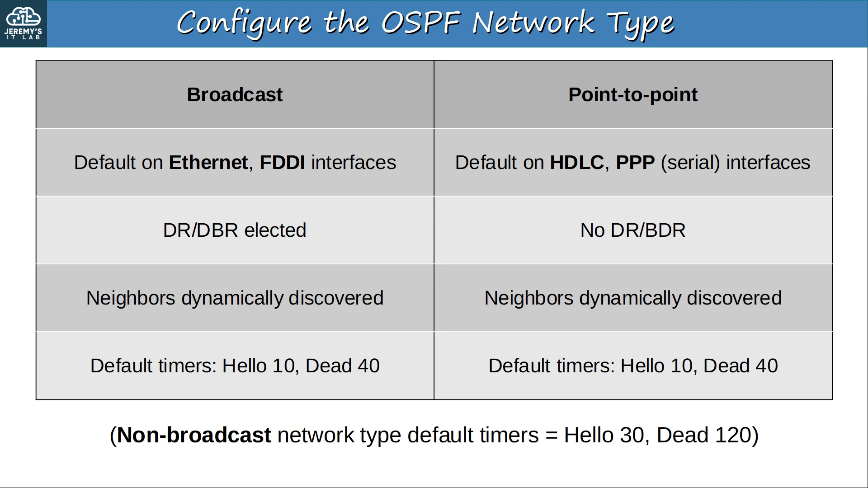 JEREMY'S
IT LAB
Configure the OSPF Network Type
Broadcast
Point-to-point
Default on Ethernet, FDDI interfaces
Default on HDLC, PPP (serial) interfaces
DR/DBR elected
No DR/BDR
Neighbors dynamically discovered
Neighbors dynamically discovered
Default timers: Hello 10, Dead 40
Default timers: Hello 10, Dead 40
(Non-broadcast network type default timers = Hello 30, Dead 120)